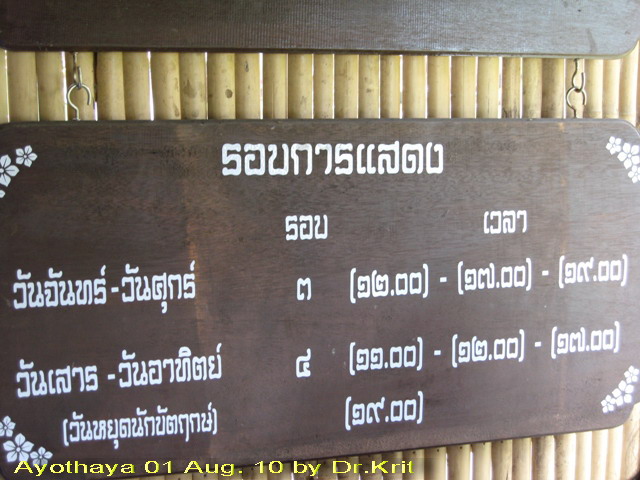 รอบการแสดง
รอบ เวลา
วันจันทร์ - วันศุกร์ ๓ (๑๒.๐๐) - (๑๗.๐๐) - (๑๙.๐๐)
วันเสาร์ - วันอาทิตย์ ๔ (๑๑.๐๐) - (๑๒.๐๐) - (๑๗.๐๐)
(วันหยุดนักขัตฤกษ์) (๑๙.๐๐)
Ayothaya 01 Aug. 10 by Dr.Krit